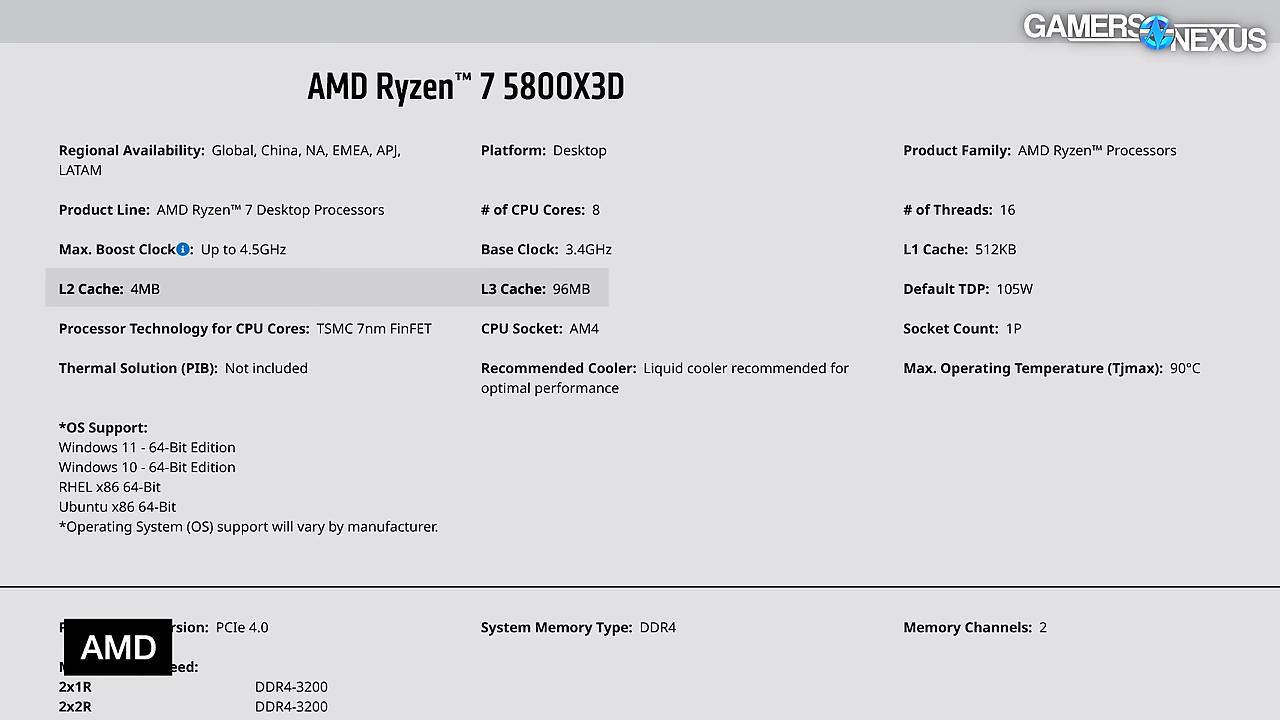 GAMERS NEXUS
AMD Ryzen™ 7 5800X3D
Regional Availability: Global, China, NA, EMEA, APJ,
LATAM
Platform: Desktop
Product Family: AMD Ryzen™ Processors
Product Line: AMD Ryzen™ 7 Desktop Processors
# of CPU Cores: 8
# of Threads: 16
Max. Boost Clock: Up to 4.5GHz
Base Clock: 3.4GHz
L1 Cache: 512KB
L2 Cache: 4MB
L3 Cache: 96MB
Default TDP: 105W
Processor Technology for CPU Cores: TSMC 7nm FinFET
CPU Socket: AM4
Socket Count: 1P
Thermal Solution (PIB): Not included
Recommended Cooler: Liquid cooler recommended for
optimal performance
Max. Operating Temperature (Tjmax): 90°C
*OS Support:
Windows 11 - 64-Bit Edition
Windows 10 - 64-Bit Edition
RHEL x86 64-Bit
Ubuntu x86 64-Bit
*Operating System (OS) support will vary by manufacturer.
PCIe 4.0
System Memory Type: DDR4
Memory Channels: 2
AMD
2x1R DDR4-3200
2x2R DDR4-3200